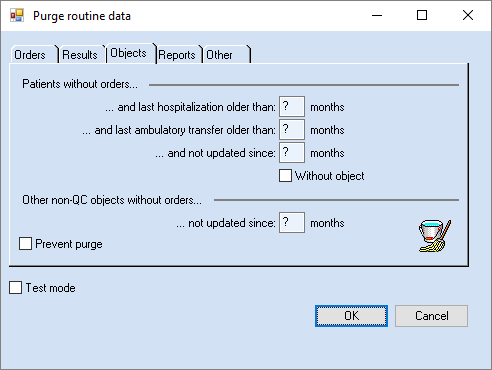 Purge routine data
Orders Results Objects Reports Other
Patients without orders...
... and last hospitalization older than: ? months
... and last ambulatory transfer older than: ? months
... and not updated since: ? months
Without object
Other non-QC objects without orders...
... not updated since: ? months
Prevent purge
Test mode
OK Cancel